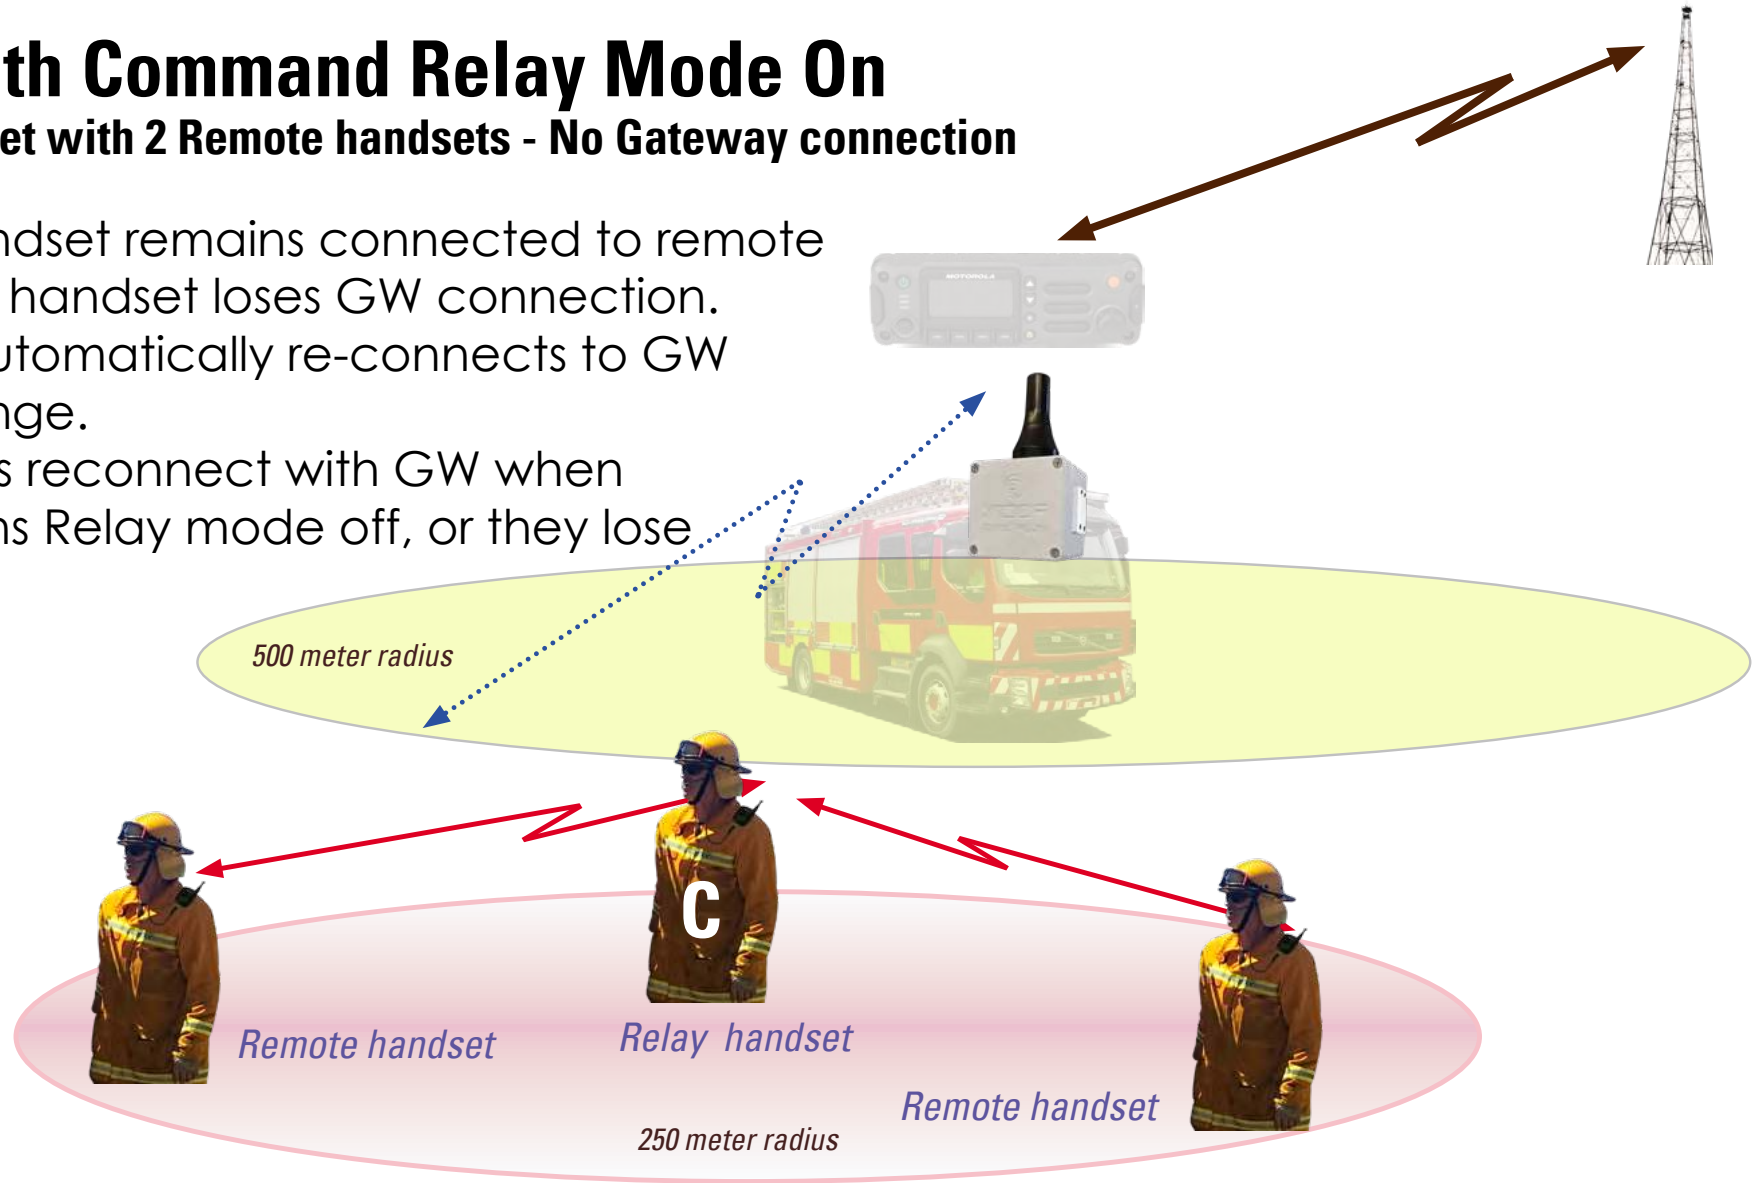 th Command Relay Mode On
et with 2 Remote handsets - No Gateway connection
ndset remains connected to remote
handset loses GW connection.
utomatically re-connects to GW
nge.
s reconnect with GW when
ns Relay mode off, or they lose
MOTOROLA
500 meter radius
C
Remote handset
Relay handset
Remote handset
250 meter radius